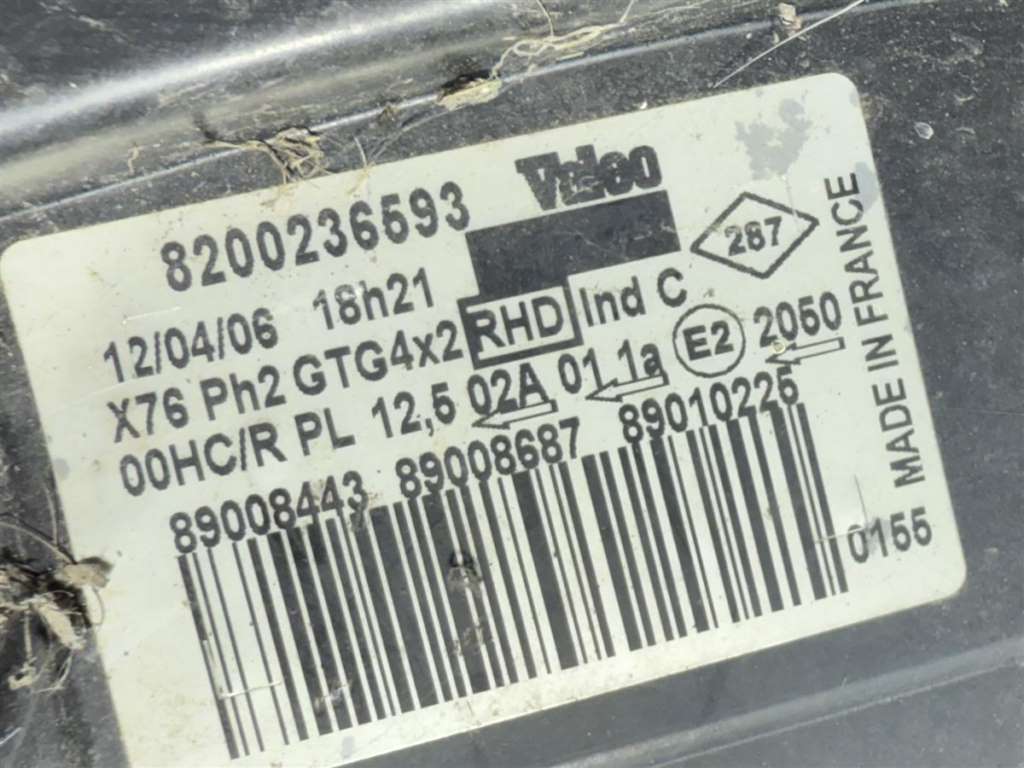 Valeo
8200236593
287
12/04/06 18h21
X76 Ph2 GTG4x2 RHD Ind C
00HC/R PL 12,5 02A 01 1a E2 2050
89008443 89008687 89010225
0155 MADE IN FRANCE